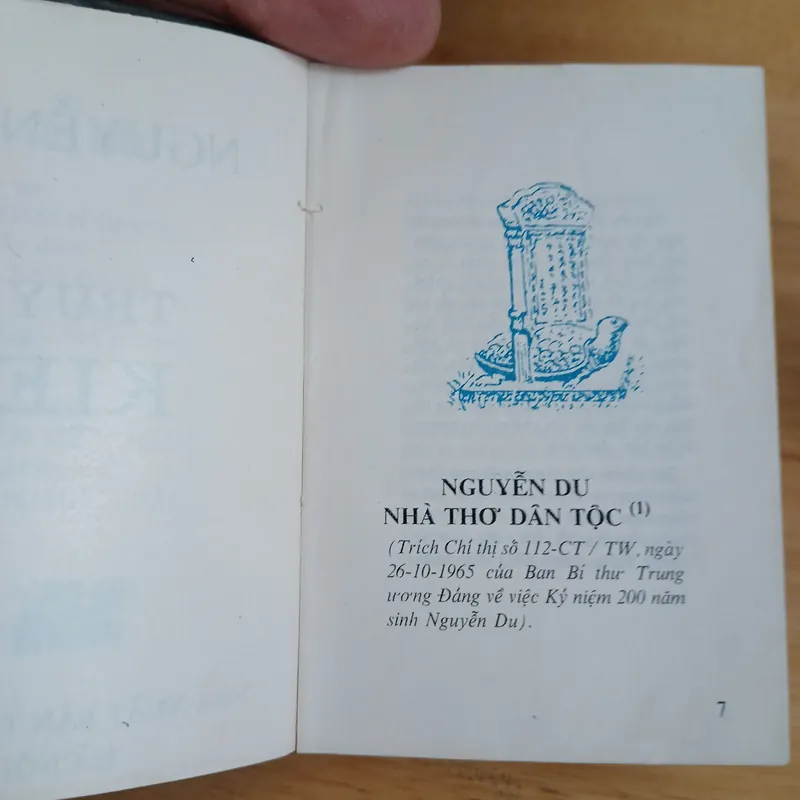 NGUYỄN DU
NHÀ THƠ DÂN TỘC (1)
(Trích Chỉ thị số 112-CT / TW, ngày
26-10-1965 của Ban Bí thư Trung
ương Đảng về việc Kỷ niệm 200 năm
sinh Nguyễn Du).
7